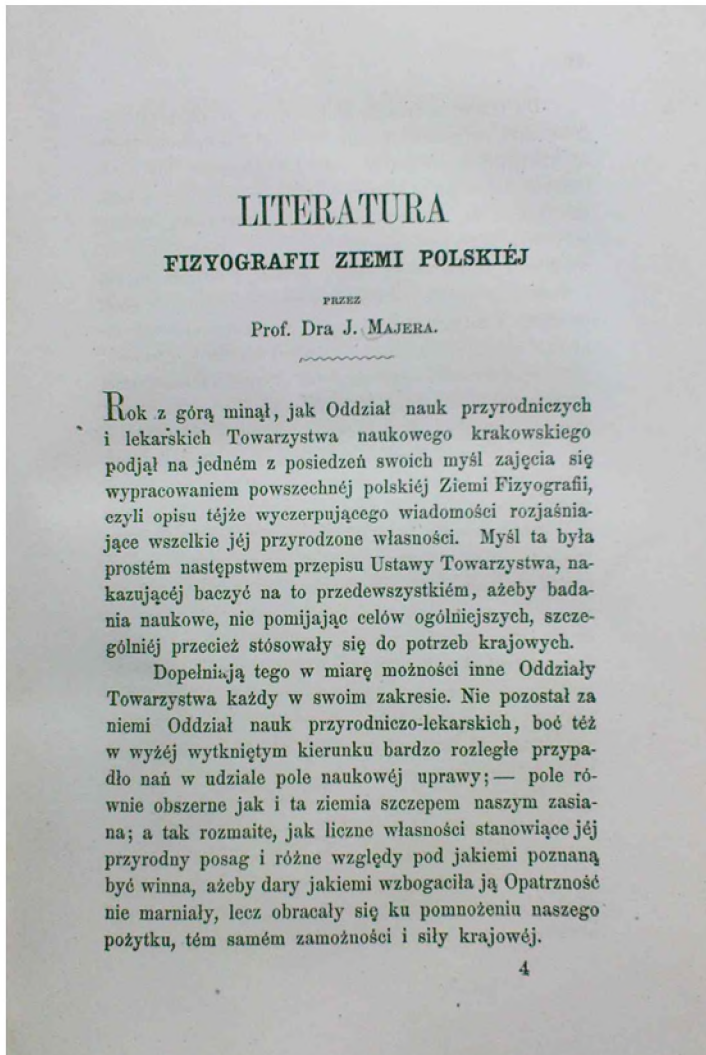 LITERATURA
FIZYOGRAFII ZIEMI POLSKIÉJ
PRZEZ
Prof. Dra J. MAJERA.
Rok z górą minął, jak Oddział nauk przyrodniczych
i lekarskich Towarzystwa naukowego krakowskiego
podjął na jedném z posiedzeń swoich myśl zajęcia się
wypracowaniem powszechnéj polskiéj Ziemi Fizyografii,
czyli opisu téjże wyczerpującego wiadomości rozjaśnia-
jące wszelkie jéj przyrodzone własności. Myśl ta była
prostém następstwem przepisu Ustawy Towarzystwa, na-
kazującéj baczyć na to przedewszystkiém, ażeby bada-
nia naukowe, nie pomijając celów ogólniejszych, szcze-
gólniéj przecież stósowały się do potrzeb krajowych.
Dopełniają tego w miarę możności inne Oddziały
Towarzystwa każdy w swoim zakresie. Nie pozostał za
niemi Oddział nauk przyrodniczo-lekarskich, boć téż
w wyżéj wytkniętym kierunku bardzo rozległe przypa-
dło nań w udziale pole naukowéj uprawy; — pole ró-
wnie obszerne jak i ta ziemia szczepem naszym zasia-
na; a tak rozmaite, jak liczne własności stanowiące jéj
przyrodny posag i różne względy pod jakiemi poznaną
być winna, ażeby dary jakiemi wzbogaciła ją Opatrzność
nie marniały, lecz obracały się ku pomnożeniu naszego
pożytku, tém samém zamożności i siły krajowéj.
4